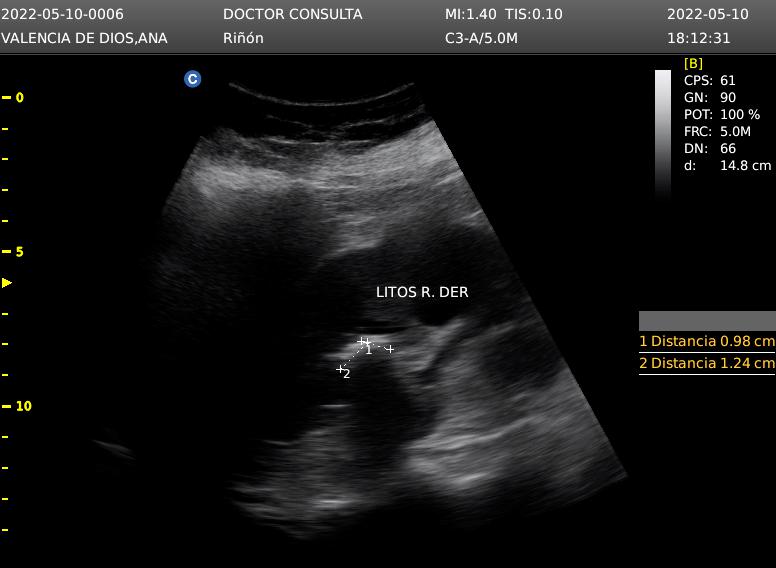 2022-05-10-0006 DOCTOR CONSULTA MI:1.40 TIS:0.10 2022-05-10
VALENCIA DE DIOS,ANA Riñón C3-A/5.0M 18:12:31
C
[B]
CPS: 61
GN: 90
POT: 100 %
FRC: 5.0M
DN: 66
d: 14.8 cm
0
5
10
LITOS R. DER
1
2
1 Distancia 0.98 cm
2 Distancia 1.24 cm